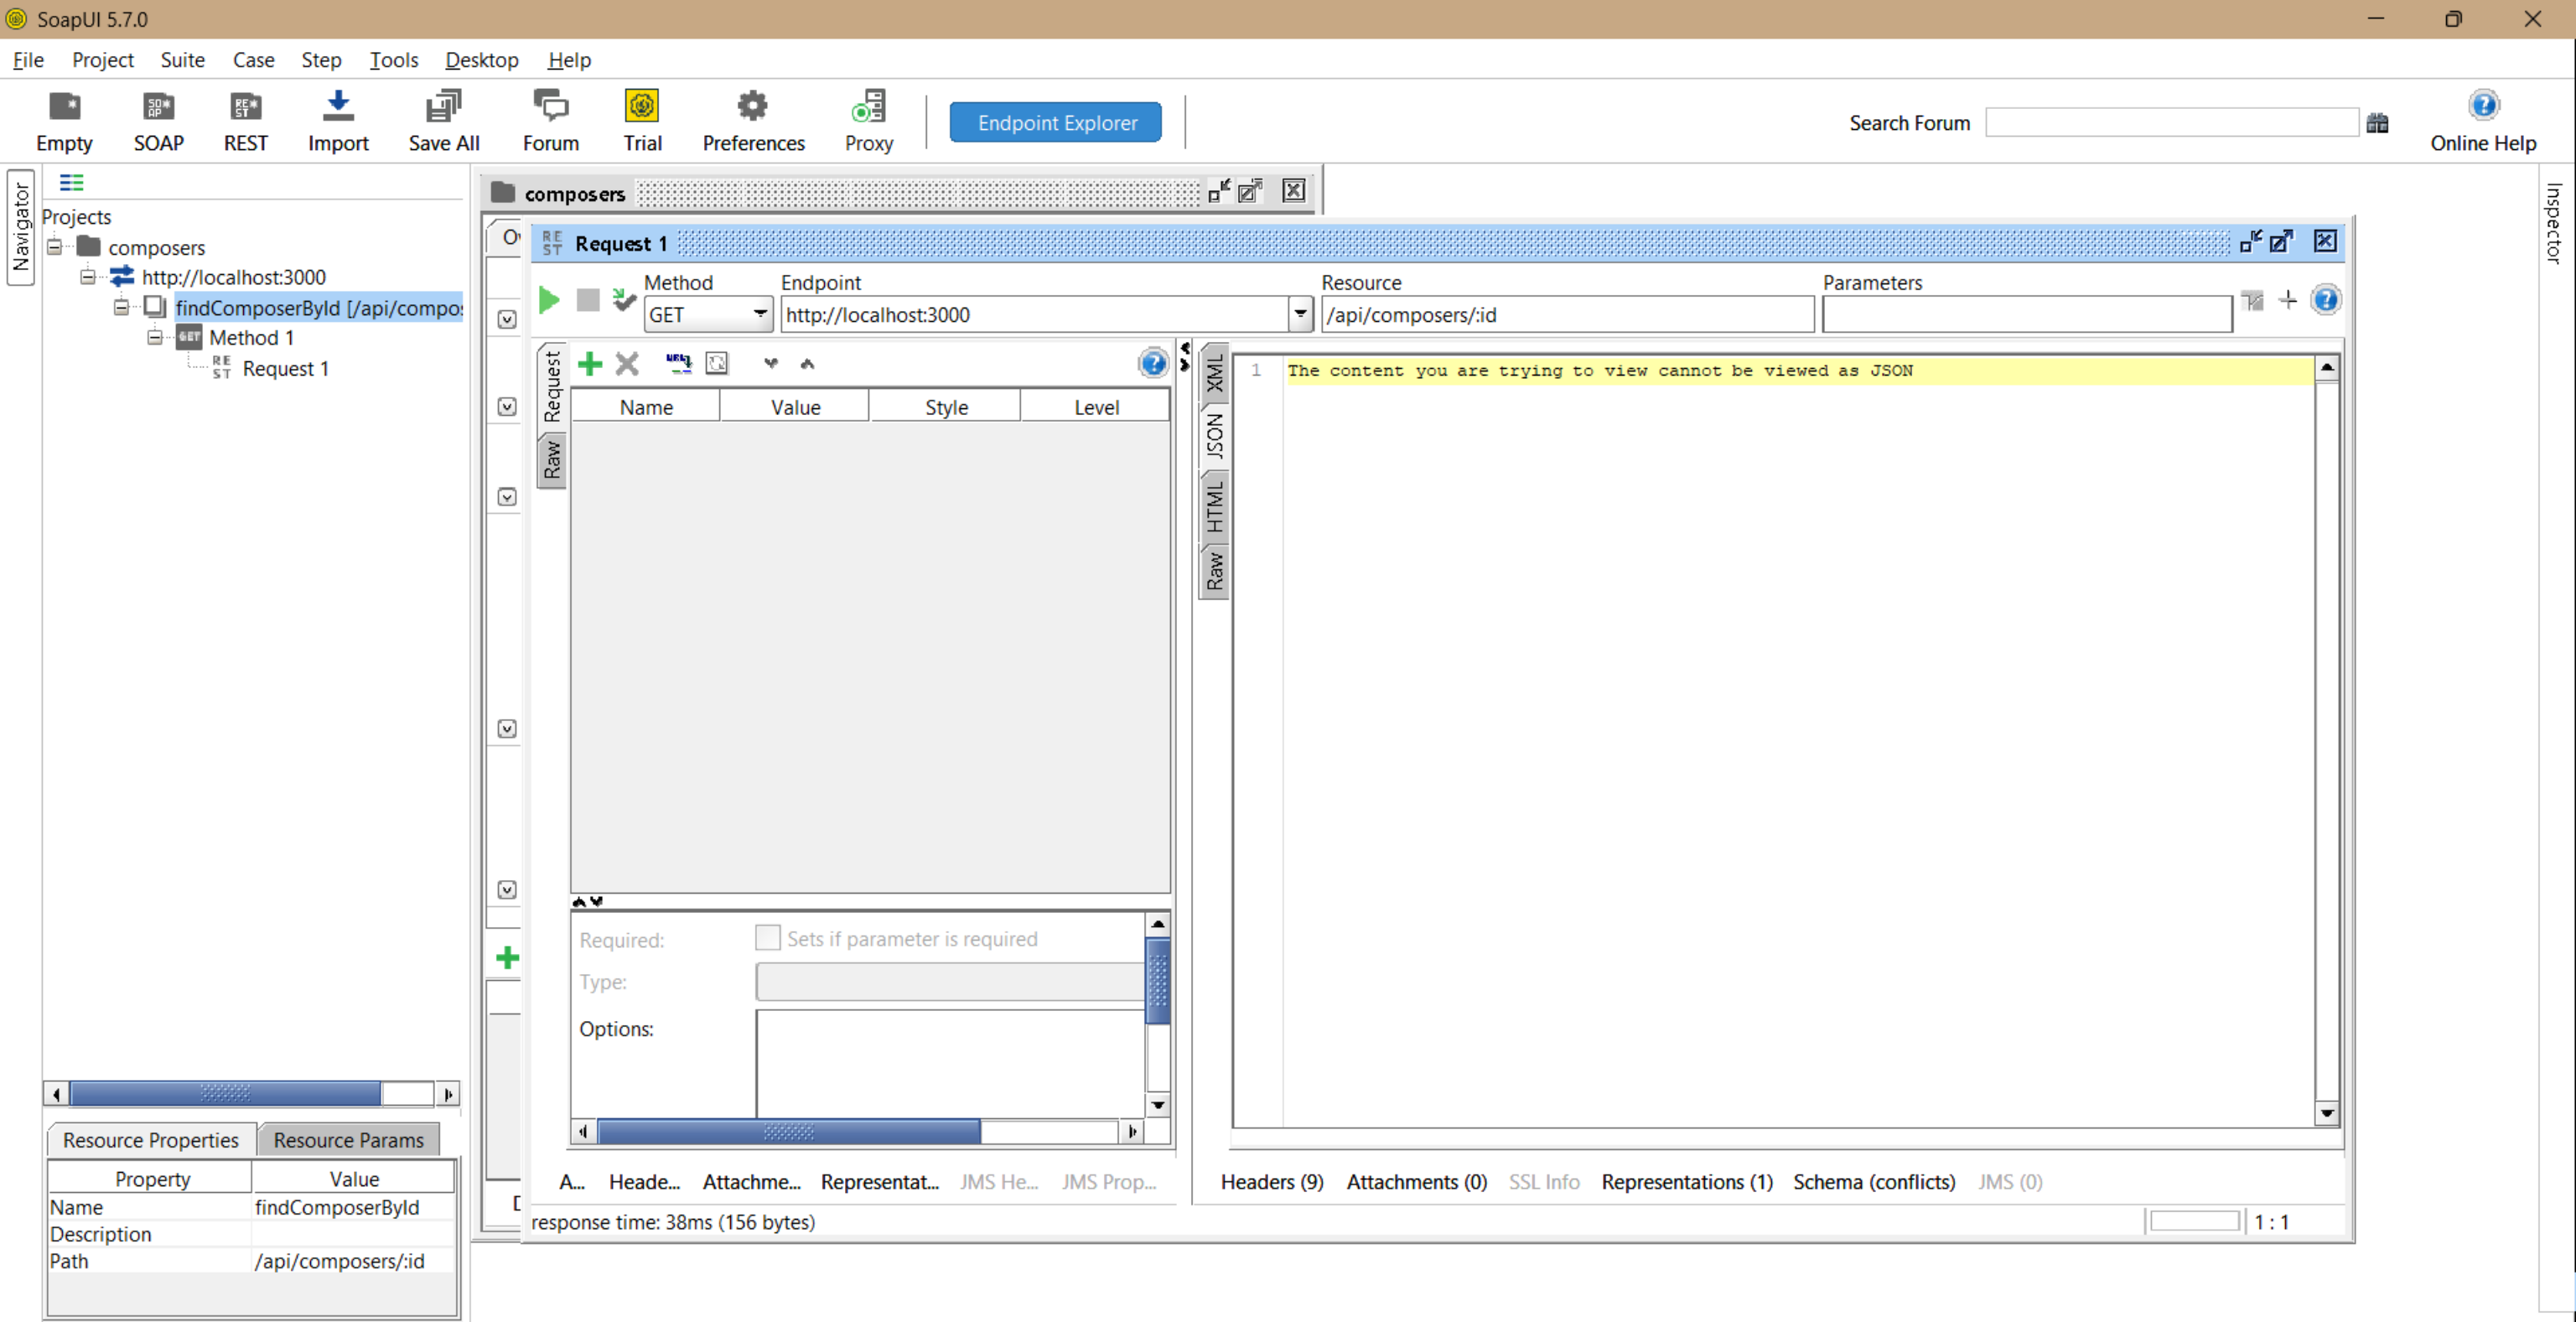 SoapUI 5.7.0
File Project Suite Case Step Tools Desktop Help
Empty SOAP REST Import Save All Forum Trial Preferences Proxy Endpoint Explorer Search Forum Online Help
Navigator
Projects
composers
http://localhost:3000
findComposerById [/api/compos
Method 1
Request 1
Resource Properties Resource Params
Property Value
Name findComposerById
Description
Path /api/composers/:id
composers
Request 1
Method Endpoint Resource Parameters
GET http://localhost:3000 /api/composers/:id
Request
Raw
Name Value Style Level
Required: Sets if parameter is required
Type:
Options:
A... Heade... Attachme... Representat... JMS He... JMS Prop...
response time: 38ms (156 bytes)
XML
JSON
HTML
Raw
1 The content you are trying to view cannot be viewed as JSON
Headers (9) Attachments (0) SSL Info Representations (1) Schema (conflicts) JMS (0)
1 : 1
Inspector